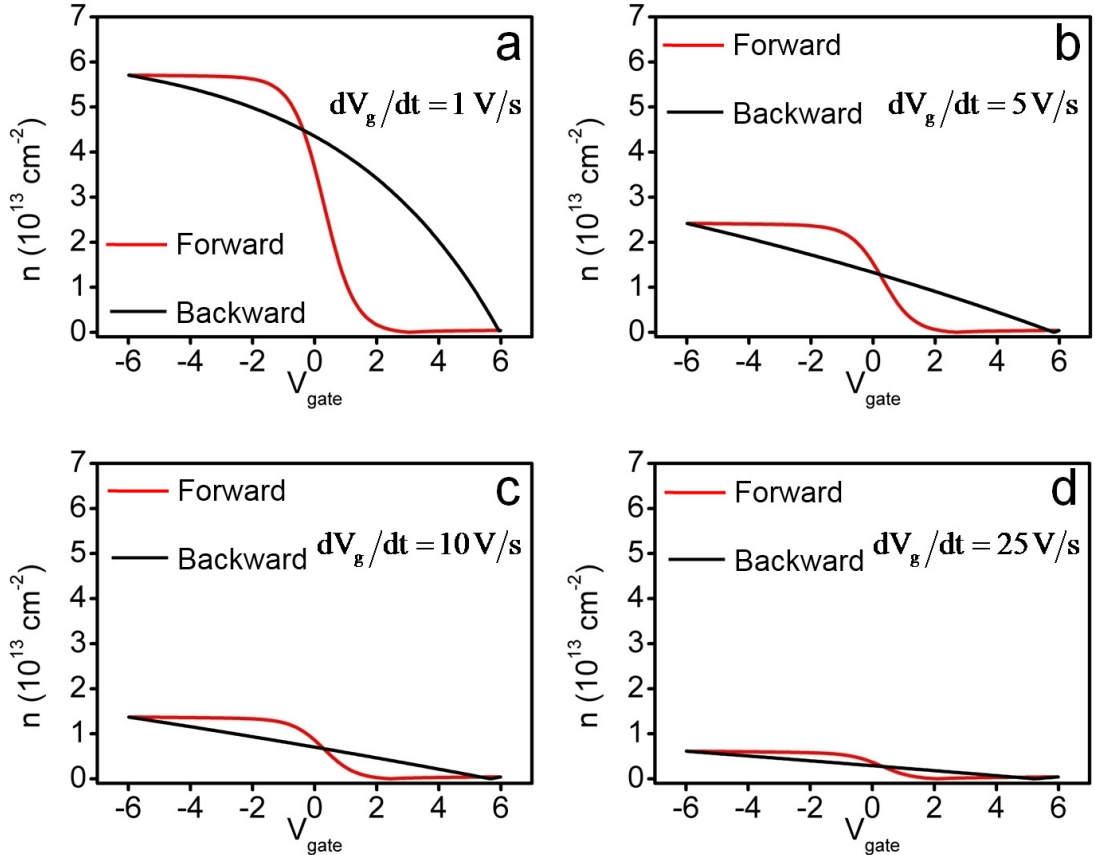 a
7
6
5
4
3
2
1
0
n (10^13 cm^-2)
dV_g/dt = 1 V/s
Forward
Backward
-6 -4 -2 0 2 4 6
V_gate
b
7
6
5
4
3
2
1
0
n (10^13 cm^-2)
Forward
Backward
dV_g/dt = 5 V/s
-6 -4 -2 0 2 4 6
V_gate
c
7
6
5
4
3
2
1
0
n (10^13 cm^-2)
Forward
Backward
dV_g/dt = 10 V/s
-6 -4 -2 0 2 4 6
V_gate
d
7
6
5
4
3
2
1
0
n (10^13 cm^-2)
Forward
Backward
dV_g/dt = 25 V/s
-6 -4 -2 0 2 4 6
V_gate